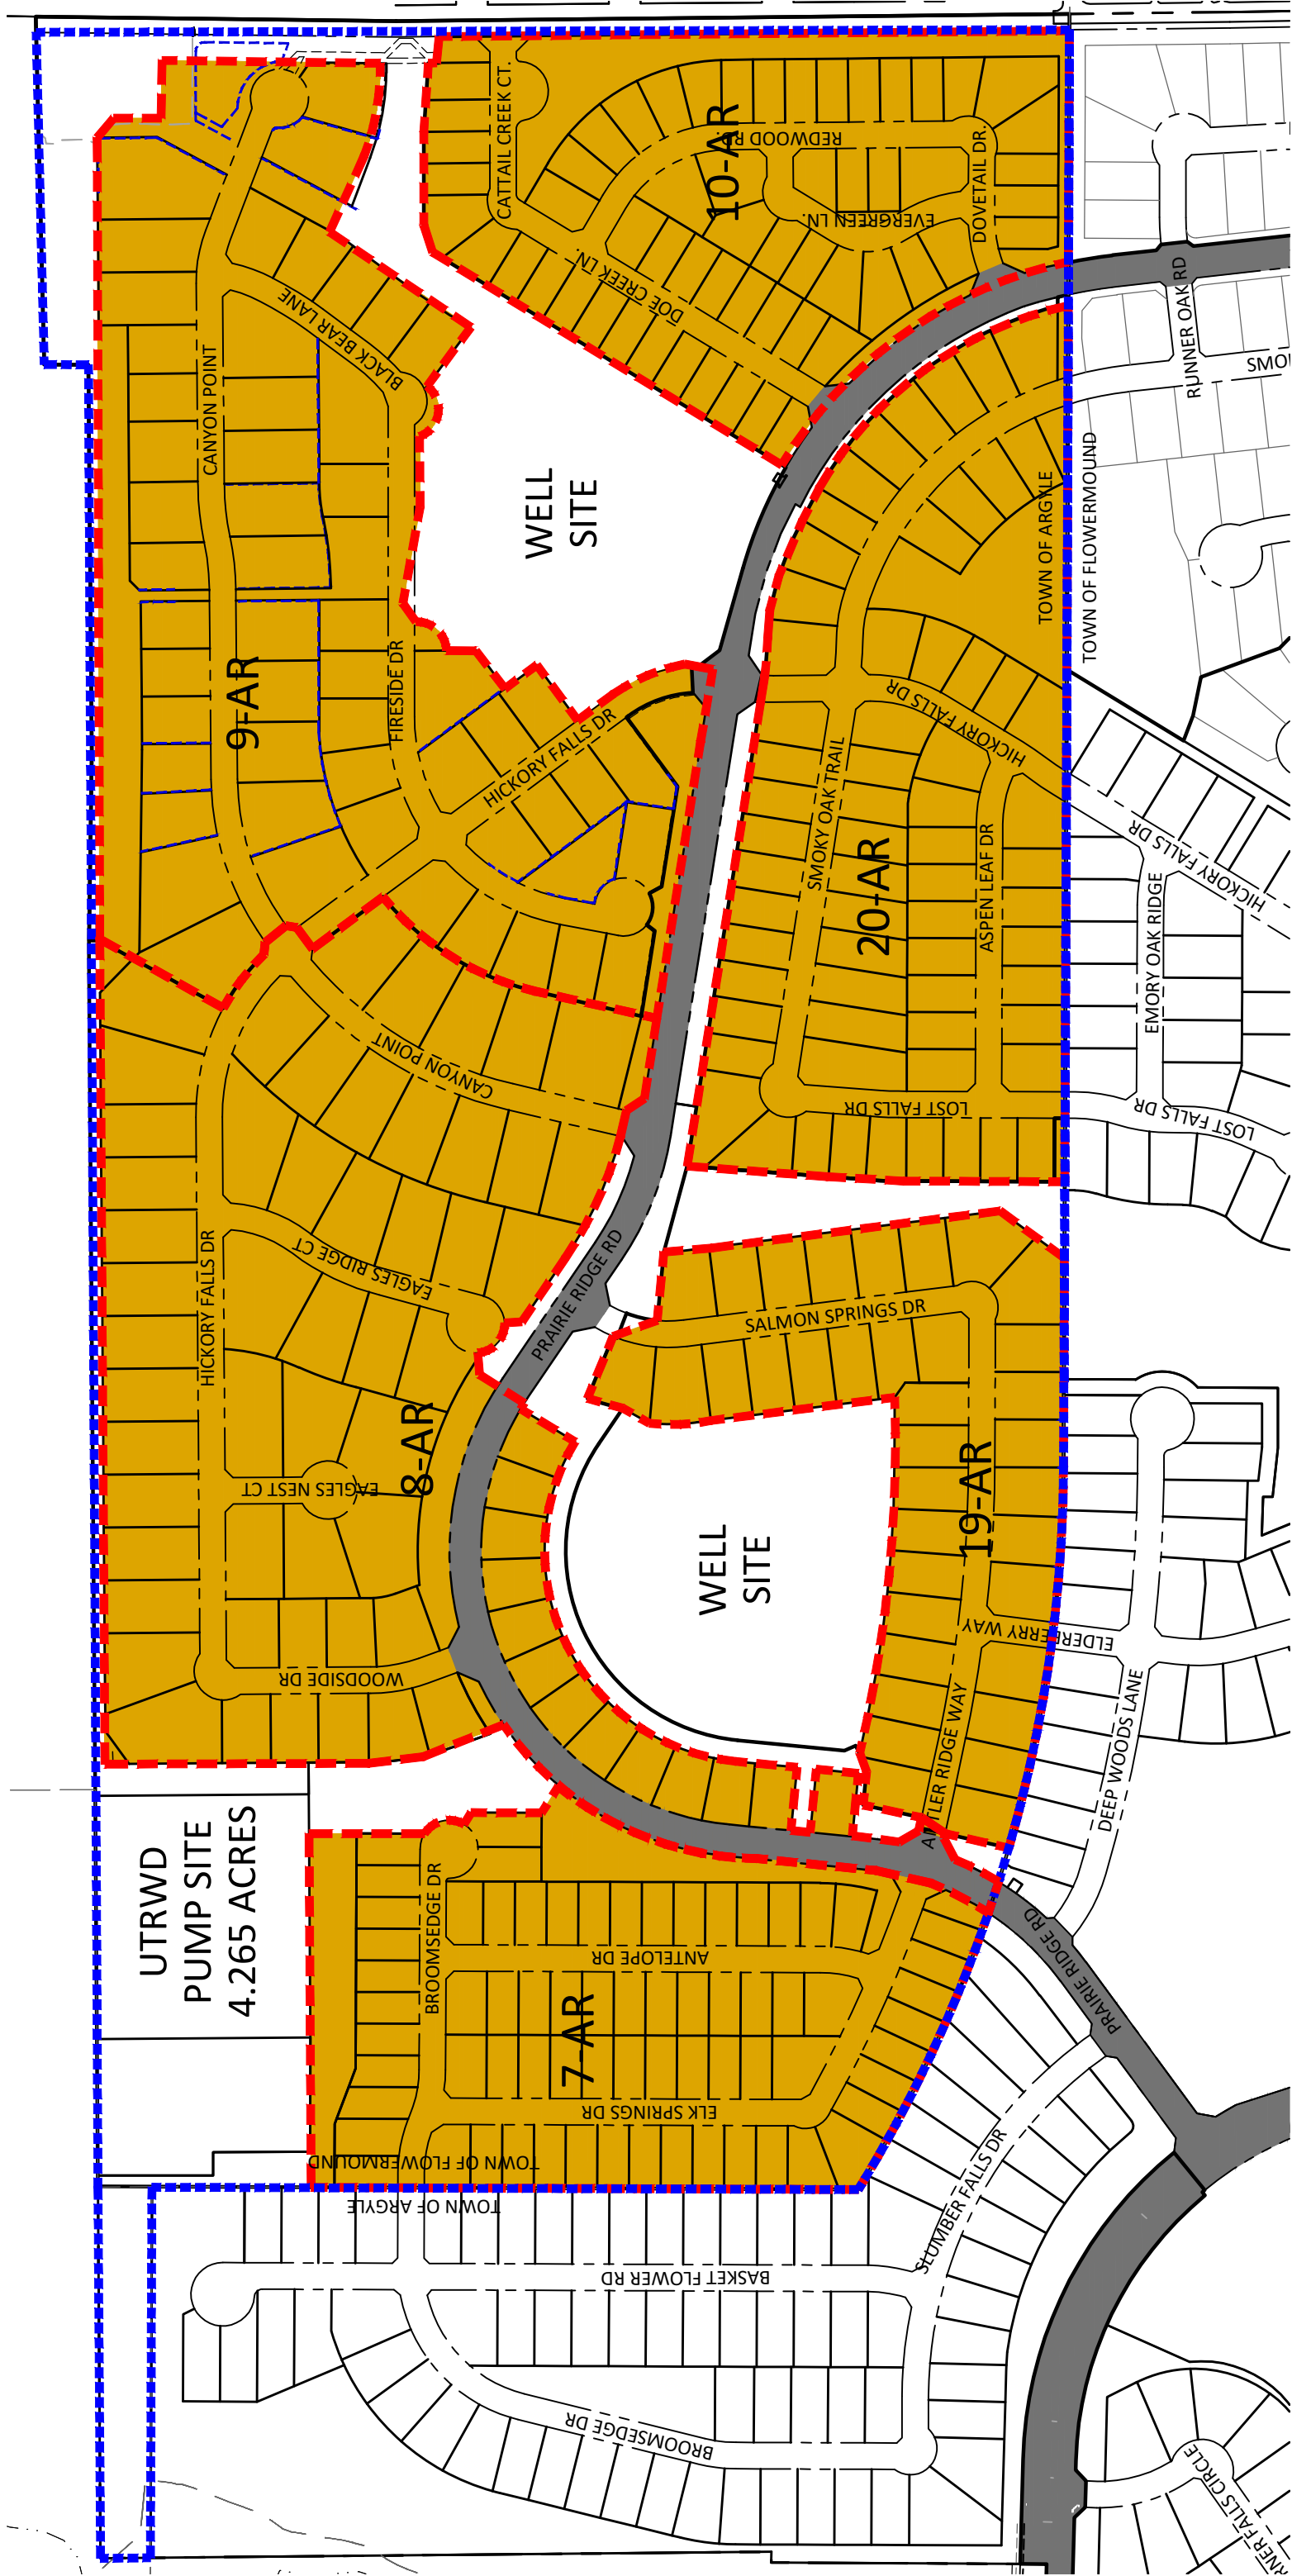 CATTAIL CREEK CT.
REDWOOD RD.
10-AR
EVERGREEN LN.
DOVETAIL DR.
DOE CREEK LN.
BLACK BEAR LANE
CANYON POINT
RUNNER OAK RD
WELL
SITE
TOWN OF ARGYLE
TOWN OF FLOWERMOUND
9-AR
FIRESIDE DR
HICKORY FALLS DR
HICKORY FALLS DR
SMOKY OAK TRAIL
20-AR
ASPEN LEAF DR
HICKORY FALLS DR
HICKORY
EMORY OAK RIDGE
CANYON POINT
LOST FALLS DR
LOST FALLS DR
HICKORY FALLS DR
EAGLES RIDGE CT
PRAIRIE RIDGE RD
SALMON SPRINGS DR
8-AR
EAGLES NEST CT
19-AR
WELL
SITE
ELDERBERRY WAY
WOODSIDE DR
ANTLER RIDGE WAY
DEEP WOODS LANE
UTRWD
PUMP SITE
4.265 ACRES
BROOMSEDGE DR
ANTELOPE DR
PRAIRIE RIDGE RD
7-AR
ELK SPRINGS DR
TOWN OF FLOWERMOUND
TOWN OF ARGYLE
SLUMBER FALLS DR
BASKET FLOWER RD
BROOMSEDGE DR
FALLS CIRCLE